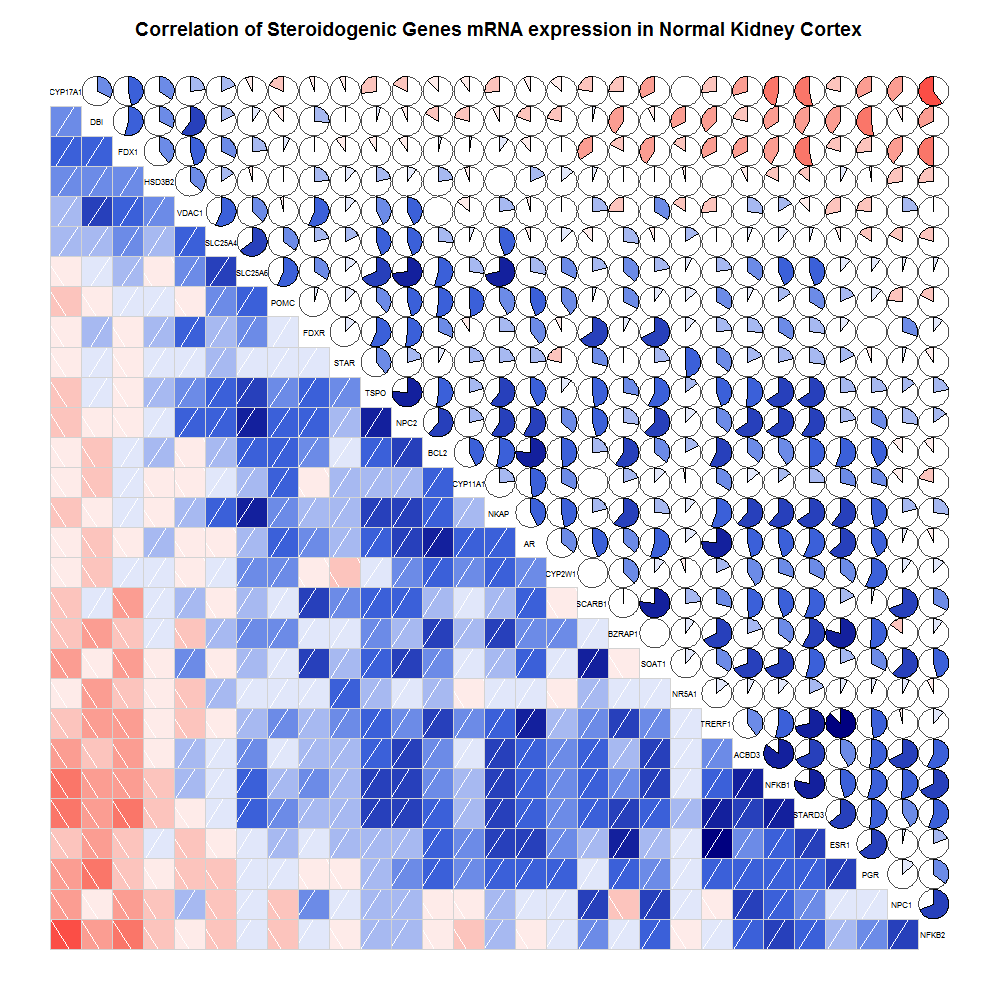 Correlation of Steroidogenic Genes mRNA expression in Normal Kidney Cortex
CYP17A1
DBI
FDX1
HSD3B2
VDAC1
SLC25A4
SLC25A6
POMC
FDXR
STAR
TSPO
NPC2
BCL2
CYP11A1
NKAP
AR
CYP2W1
SCARB1
BZRAP1
SOAT1
NR5A1
TRERF1
ACBD3
NFKB1
STARD3
ESR1
PGR
NPC1
NFKB2